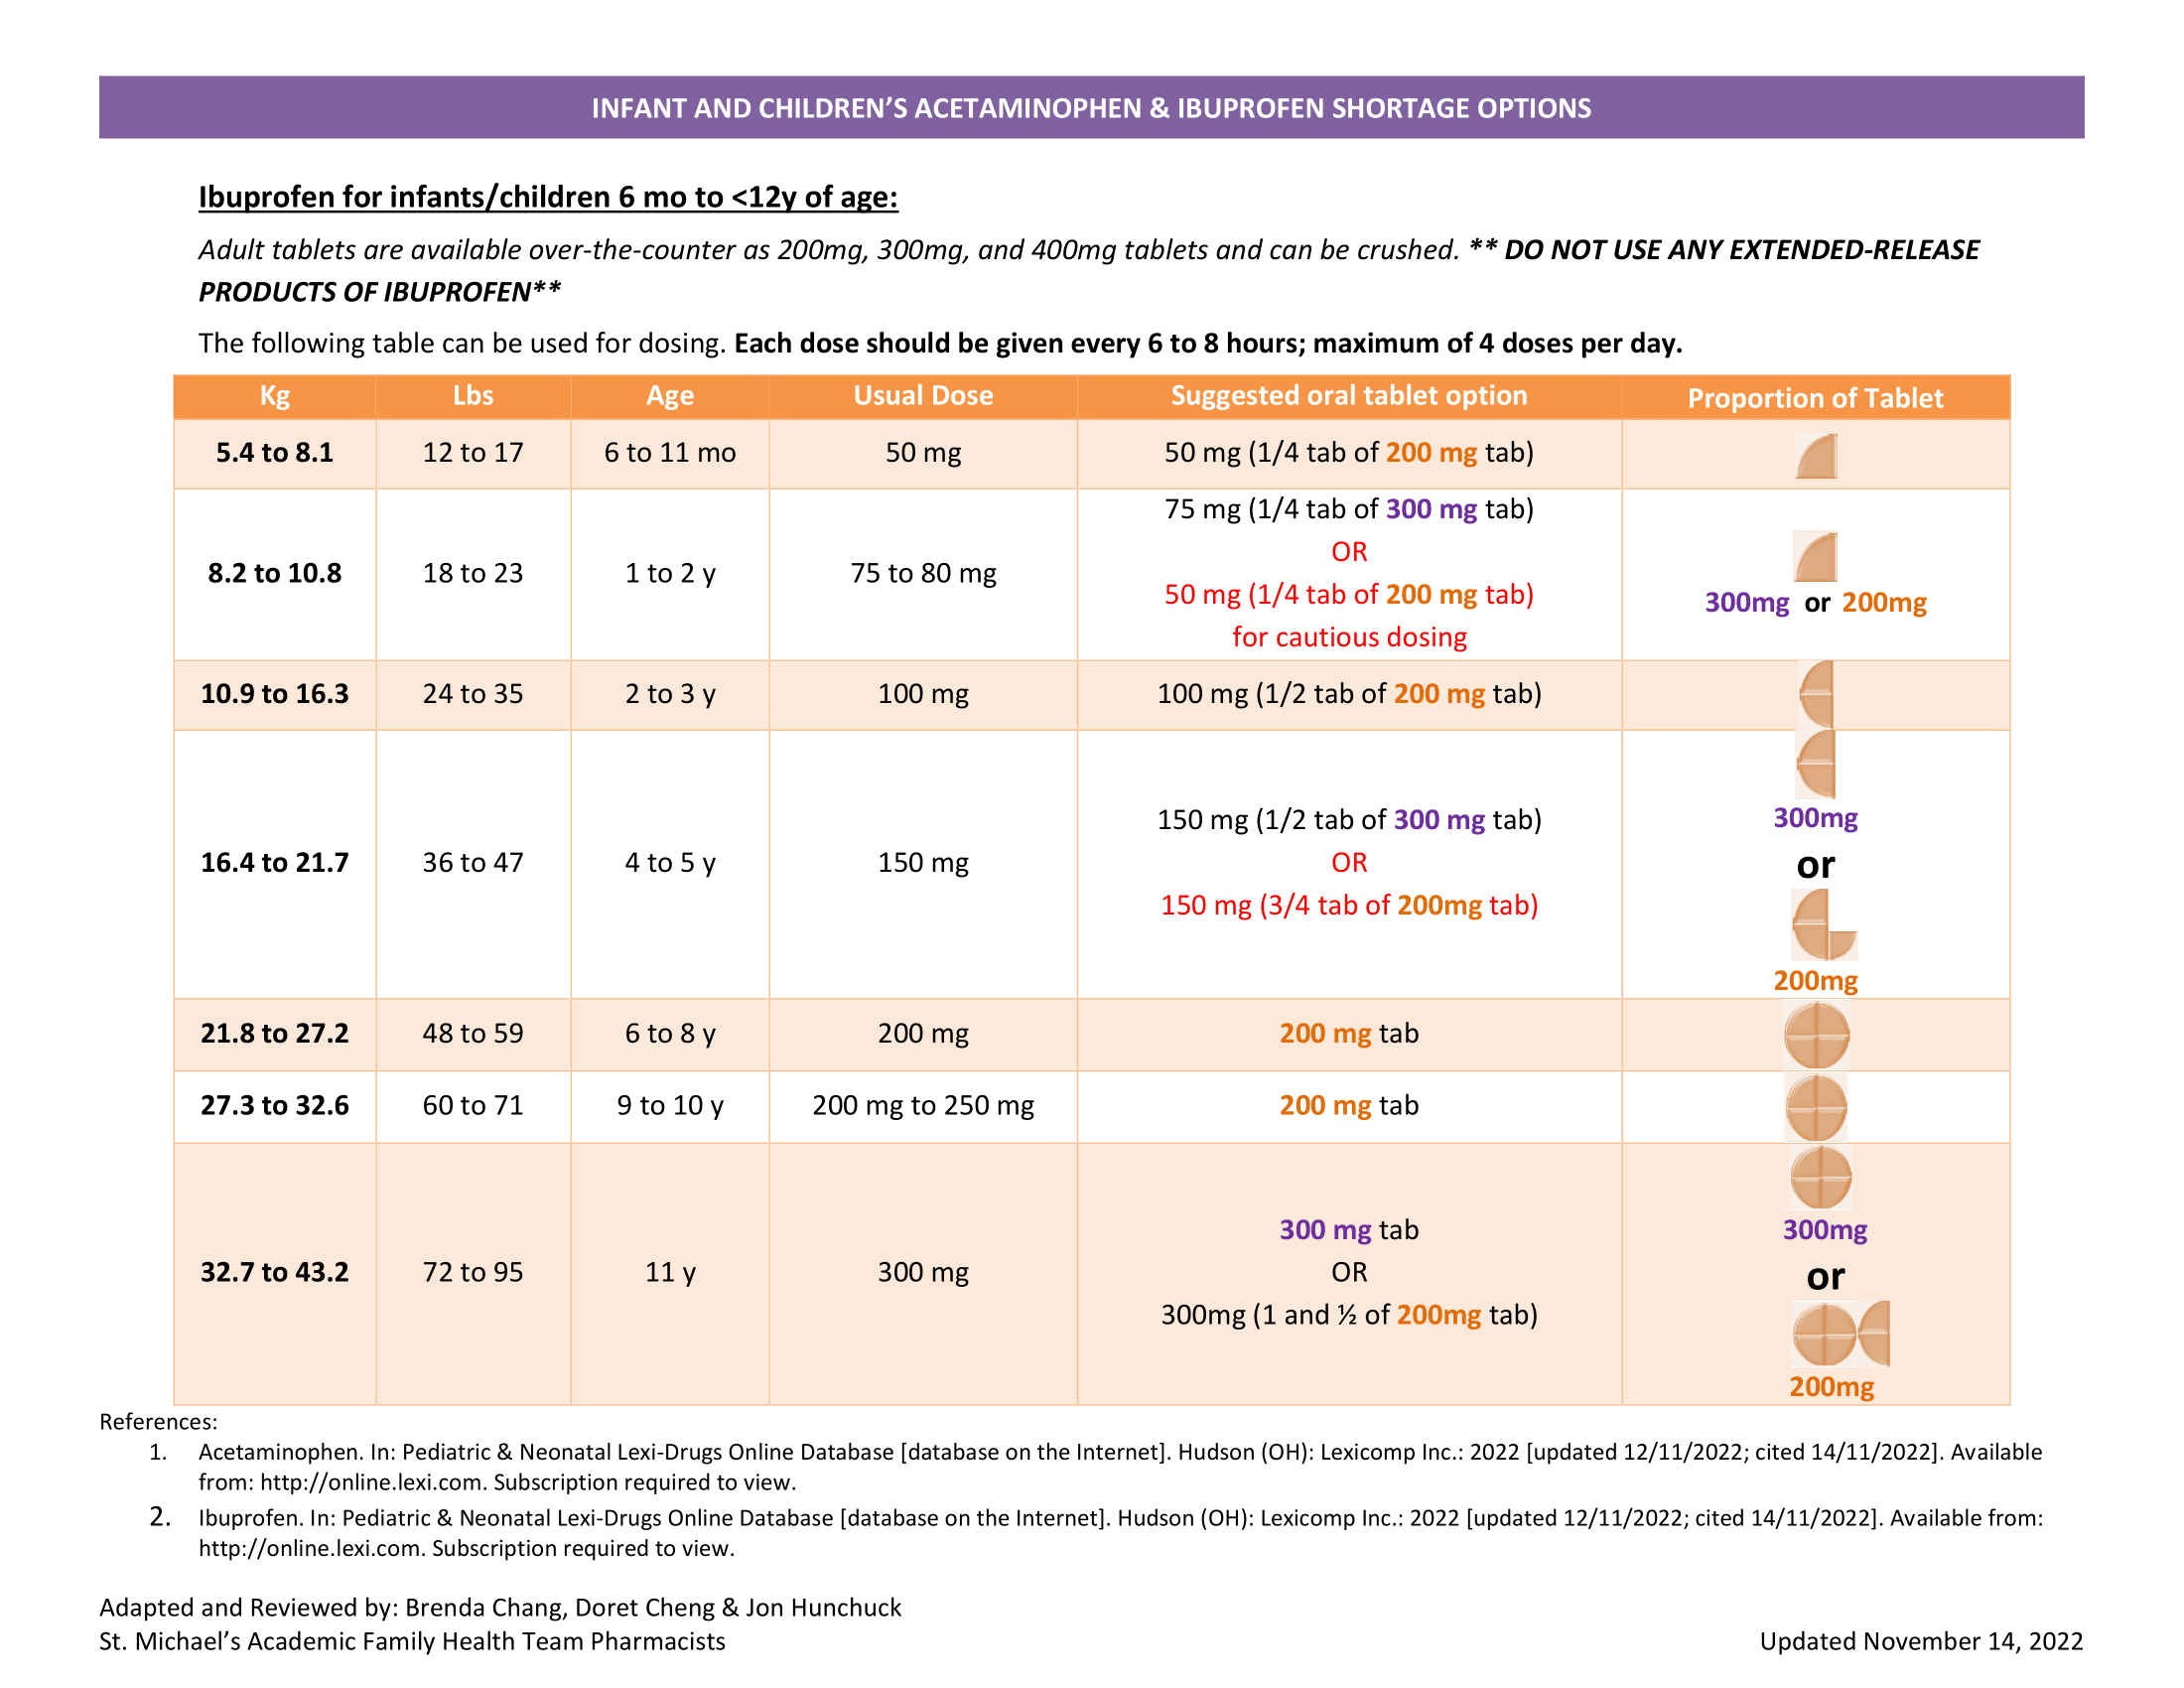 INFANT AND CHILDREN’S ACETAMINOPHEN & IBUPROFEN SHORTAGE OPTIONS
Ibuprofen for infants/children 6 mo to <12y of age:
Adult tablets are available over-the-counter as 200mg, 300mg, and 400mg tablets and can be crushed. ** DO NOT USE ANY EXTENDED-RELEASE
PRODUCTS OF IBUPROFEN**
The following table can be used for dosing. Each dose should be given every 6 to 8 hours; maximum of 4 doses per day.
Kg Lbs Age Usual Dose Suggested oral tablet option Proportion of Tablet
5.4 to 8.1 12 to 17 6 to 11 mo 50 mg 50 mg (1/4 tab of 200 mg tab)
8.2 to 10.8 18 to 23 1 to 2 y 75 to 80 mg
75 mg (1/4 tab of 300 mg tab)
OR
50 mg (1/4 tab of 200 mg tab)
for cautious dosing
300mg or 200mg
10.9 to 16.3 24 to 35 2 to 3 y 100 mg 100 mg (1/2 tab of 200 mg tab)
16.4 to 21.7 36 to 47 4 to 5 y 150 mg
150 mg (1/2 tab of 300 mg tab)
OR
150 mg (3/4 tab of 200mg tab)
300mg
or
200mg
21.8 to 27.2 48 to 59 6 to 8 y 200 mg 200 mg tab
27.3 to 32.6 60 to 71 9 to 10 y 200 mg to 250 mg 200 mg tab
32.7 to 43.2 72 to 95 11 y 300 mg
300 mg tab
OR
300mg (1 and ½ of 200mg tab)
300mg
or
200mg
References:
1. Acetaminophen. In: Pediatric & Neonatal Lexi-Drugs Online Database [database on the Internet]. Hudson (OH): Lexicomp Inc.: 2022 [updated 12/11/2022; cited 14/11/2022]. Available
from: http://online.lexi.com. Subscription required to view.
2. Ibuprofen. In: Pediatric & Neonatal Lexi-Drugs Online Database [database on the Internet]. Hudson (OH): Lexicomp Inc.: 2022 [updated 12/11/2022; cited 14/11/2022]. Available from:
http://online.lexi.com. Subscription required to view.
Adapted and Reviewed by: Brenda Chang, Doret Cheng & Jon Hunchuck
St. Michael’s Academic Family Health Team Pharmacists
Updated November 14, 2022